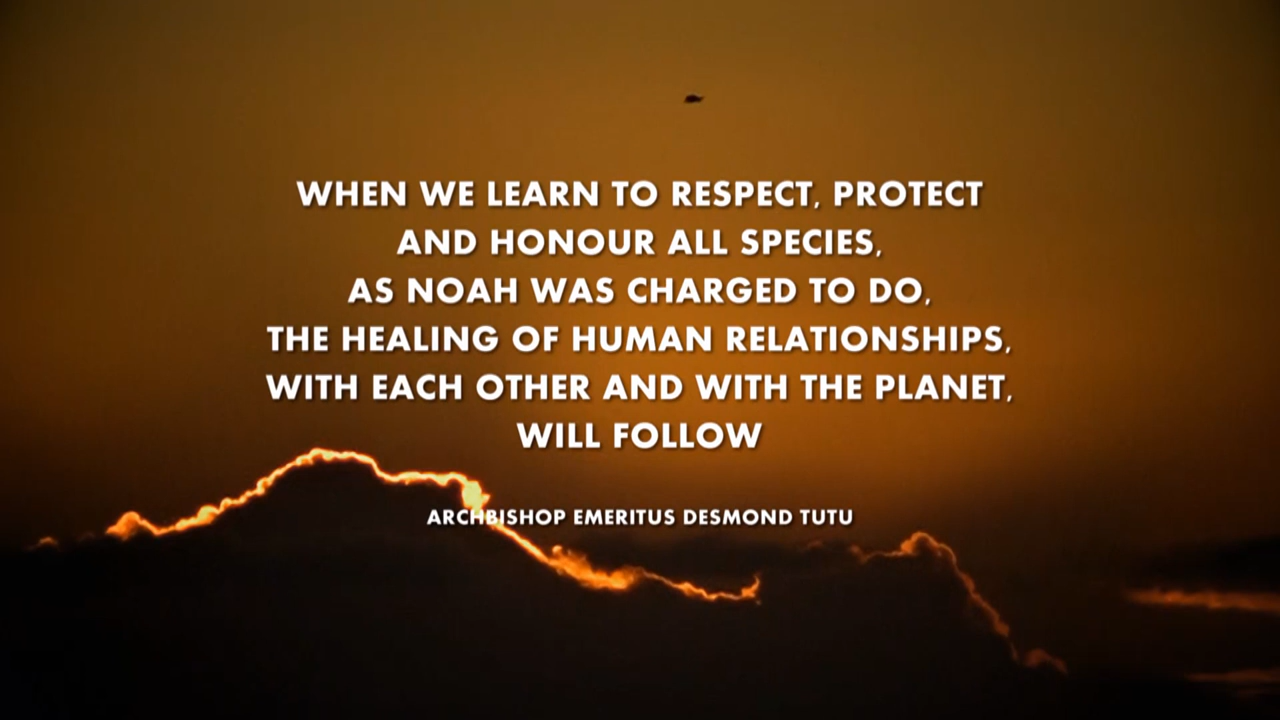 WHEN WE LEARN TO RESPECT, PROTECT
AND HONOUR ALL SPECIES,
AS NOAH WAS CHARGED TO DO,
THE HEALING OF HUMAN RELATIONSHIPS,
WITH EACH OTHER AND WITH THE PLANET,
WILL FOLLOW
ARCHBISHOP EMERITUS DESMOND TUTU